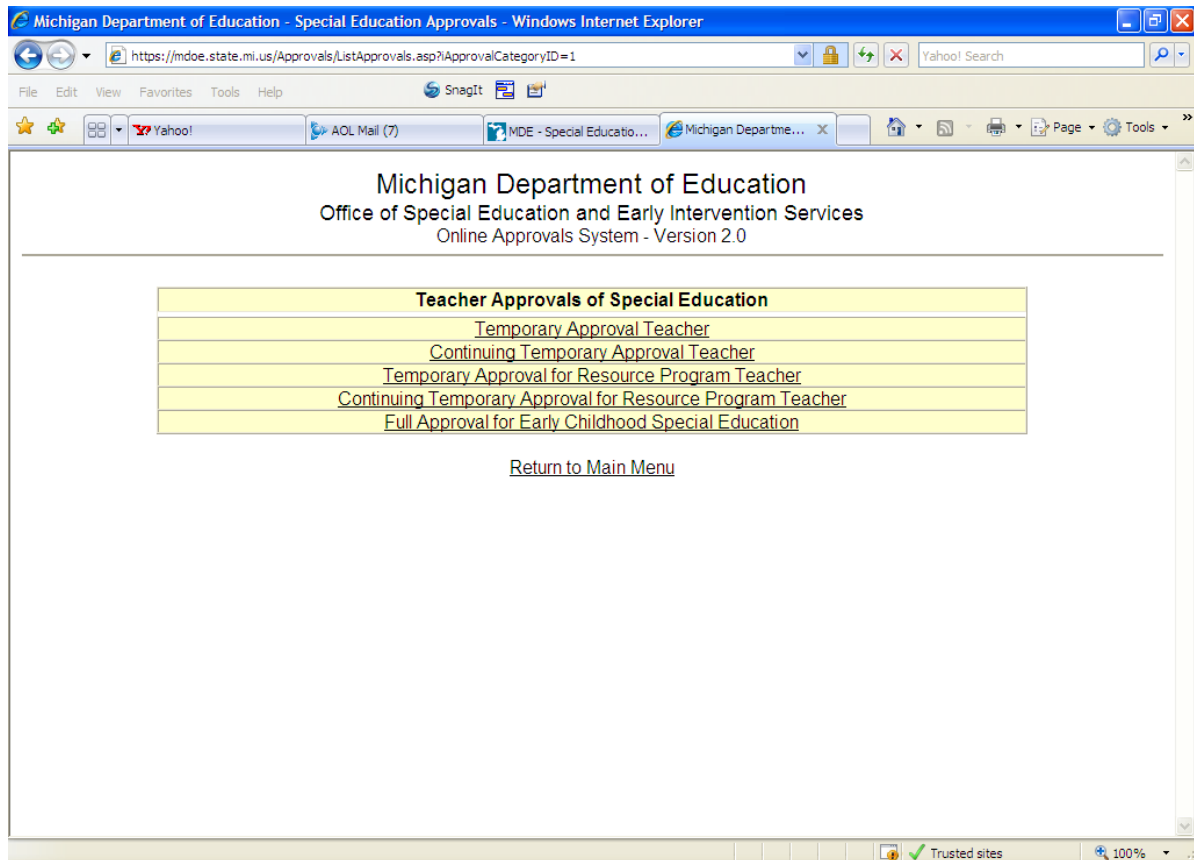 Michigan Department of Education - Special Education Approvals - Windows Internet Explorer
https://mdoe.state.mi.us/Approvals/ListApprovals.asp?iApprovalCategoryID=1
Yahoo! Search
File Edit View Favorites Tools Help
SnagIt
Yahoo!
AOL Mail (7)
MDE - Special Educatio...
Michigan Departme...
Page
Tools
Michigan Department of Education
Office of Special Education and Early Intervention Services
Online Approvals System - Version 2.0
Teacher Approvals of Special Education
Temporary Approval Teacher
Continuing Temporary Approval Teacher
Temporary Approval for Resource Program Teacher
Continuing Temporary Approval for Resource Program Teacher
Full Approval for Early Childhood Special Education
Return to Main Menu
Trusted sites
100%